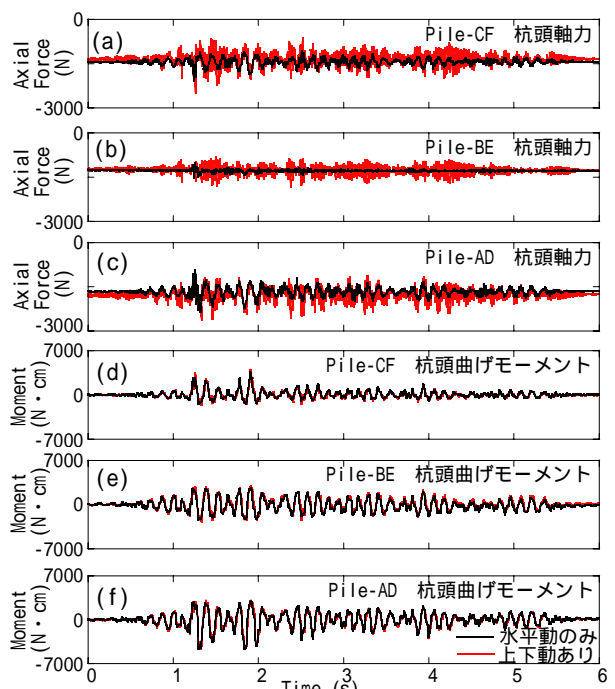 0
(a)
Pile-CF 杭頭軸力
Axial
Force
(N)
-3000
0
(b)
Pile-BE 杭頭軸力
Axial
Force
(N)
-3000
0
(c)
Pile-AD 杭頭軸力
Axial
Force
(N)
-3000
7000
(d)
Pile-CF 杭頭曲げモーメント
Moment
(N・cm)
0
-7000
7000
(e)
Pile-BE 杭頭曲げモーメント
Moment
(N・cm)
0
-7000
7000
(f)
Pile-AD 杭頭曲げモーメント
Moment
(N・cm)
0
-7000
水平動のみ
上下動あり
0 1 2 3 4 5 6
Time (s)